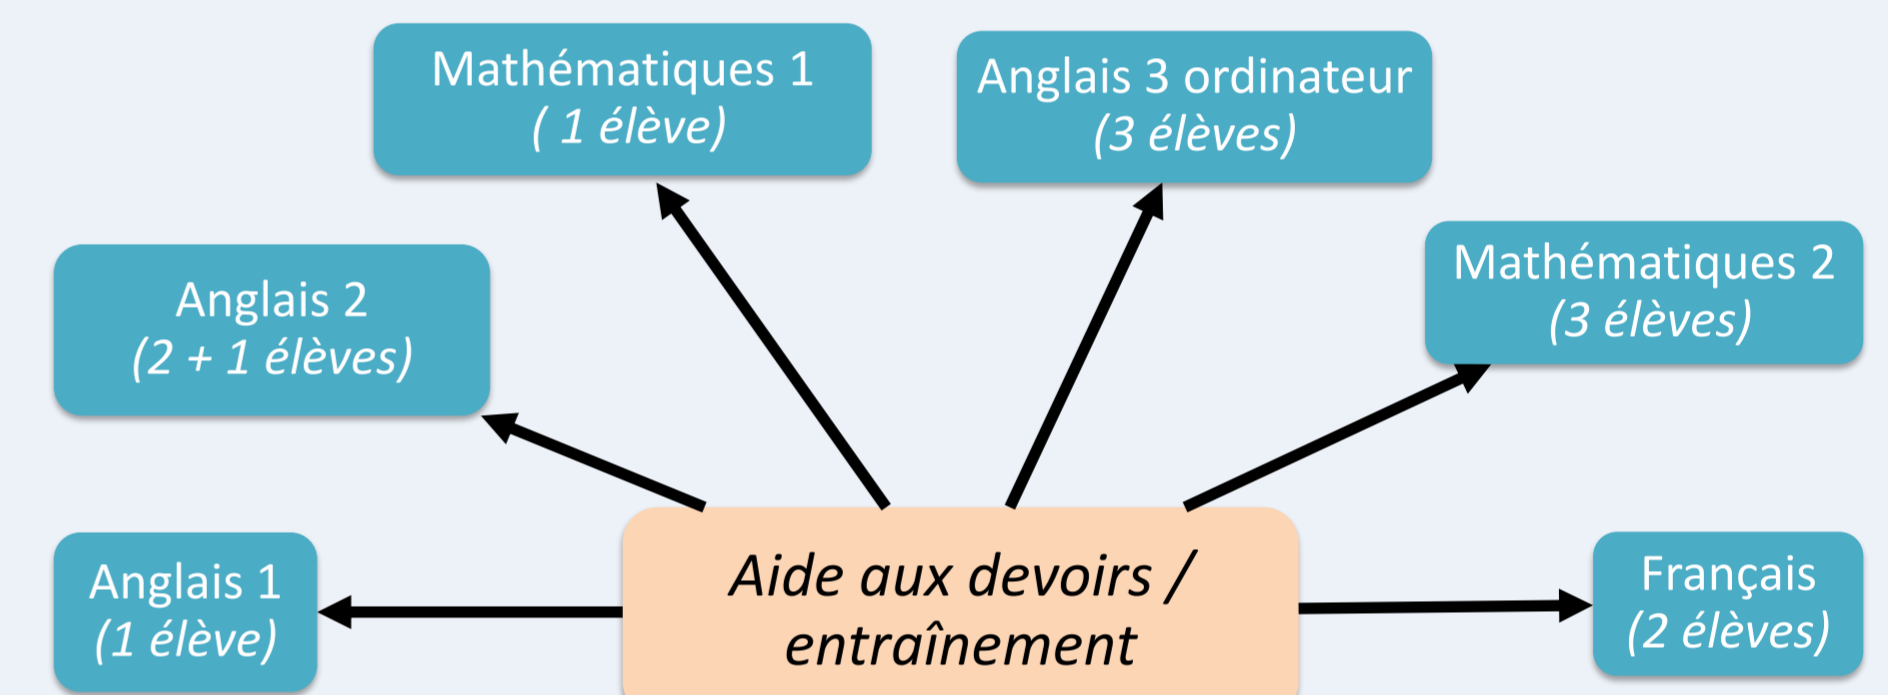 Mathématiques 1
( 1 élève)
Anglais 3 ordinateur
(3 élèves)
Anglais 2
(2 + 1 élèves)
Mathématiques 2
(3 élèves)
Anglais 1
(1 élève)
Aide aux devoirs /
entraînement
Français
(2 élèves)